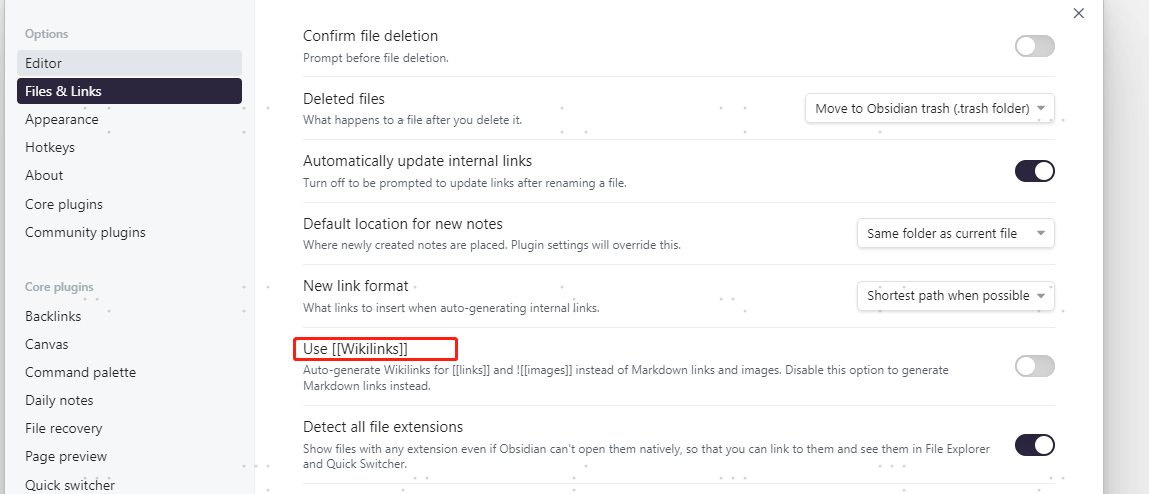 Options
Editor
Files & Links
Appearance
Hotkeys
About
Core plugins
Community plugins
Core plugins
Backlinks
Canvas
Command palette
Daily notes
File recovery
Page preview
Quick switcher
Confirm file deletion
Prompt before file deletion.
Deleted files
What happens to a file after you delete it.
Move to Obsidian trash (.trash folder)
Automatically update internal links
Turn off to be prompted to update links after renaming a file.
Default location for new notes
Where newly created notes are placed. Plugin settings will override this.
Same folder as current file
New link format
What links to insert when auto-generating internal links.
Shortest path when possible
Use [[Wikilinks]]
Auto-generate Wikilinks for [[links]] and ![[images]] instead of Markdown links and images. Disable this option to generate
Markdown links instead.
Detect all file extensions
Show files with any extension even if Obsidian can't open them natively, so that you can link to them and see them in File Explorer
and Quick Switcher.